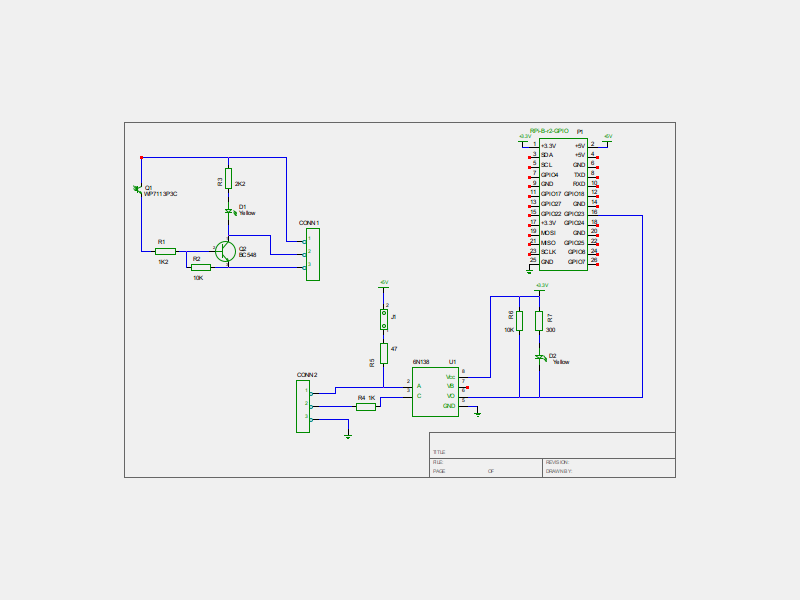 RPi-B-r2-GPIO P1
+3.3V +5V
1 +3.3V +5V 2
3 SDA +5V 4
5 SCL GND 6
7 GPIO4 TXD 8
9 GND RXD 10
11 GPIO17 GPIO18 12
13 GPIO27 GND 14
15 GPIO22 GPIO23 16
17 +3.3V GPIO24 18
19 MOSI GND 20
21 MISO GPIO25 22
23 SCLK GPIO8 24
25 GND GPIO7 26
Q1
WP7113P3C
R3
2K2
D1
Yellow
CONN1
1
2
3
R1
1K2
R2
10K
Q2
BC548
+5V
2
J1
R5
47
+3.3V
R6
10K
R7
300
D2
Yellow
6N138 U1
Vcc 8
VB 7
VO 6
GND 5
2 A
3 C
CONN2
1
2
3
R4 1K
TITLE
FILE:
REVISION:
PAGE OF
DRAWN BY: